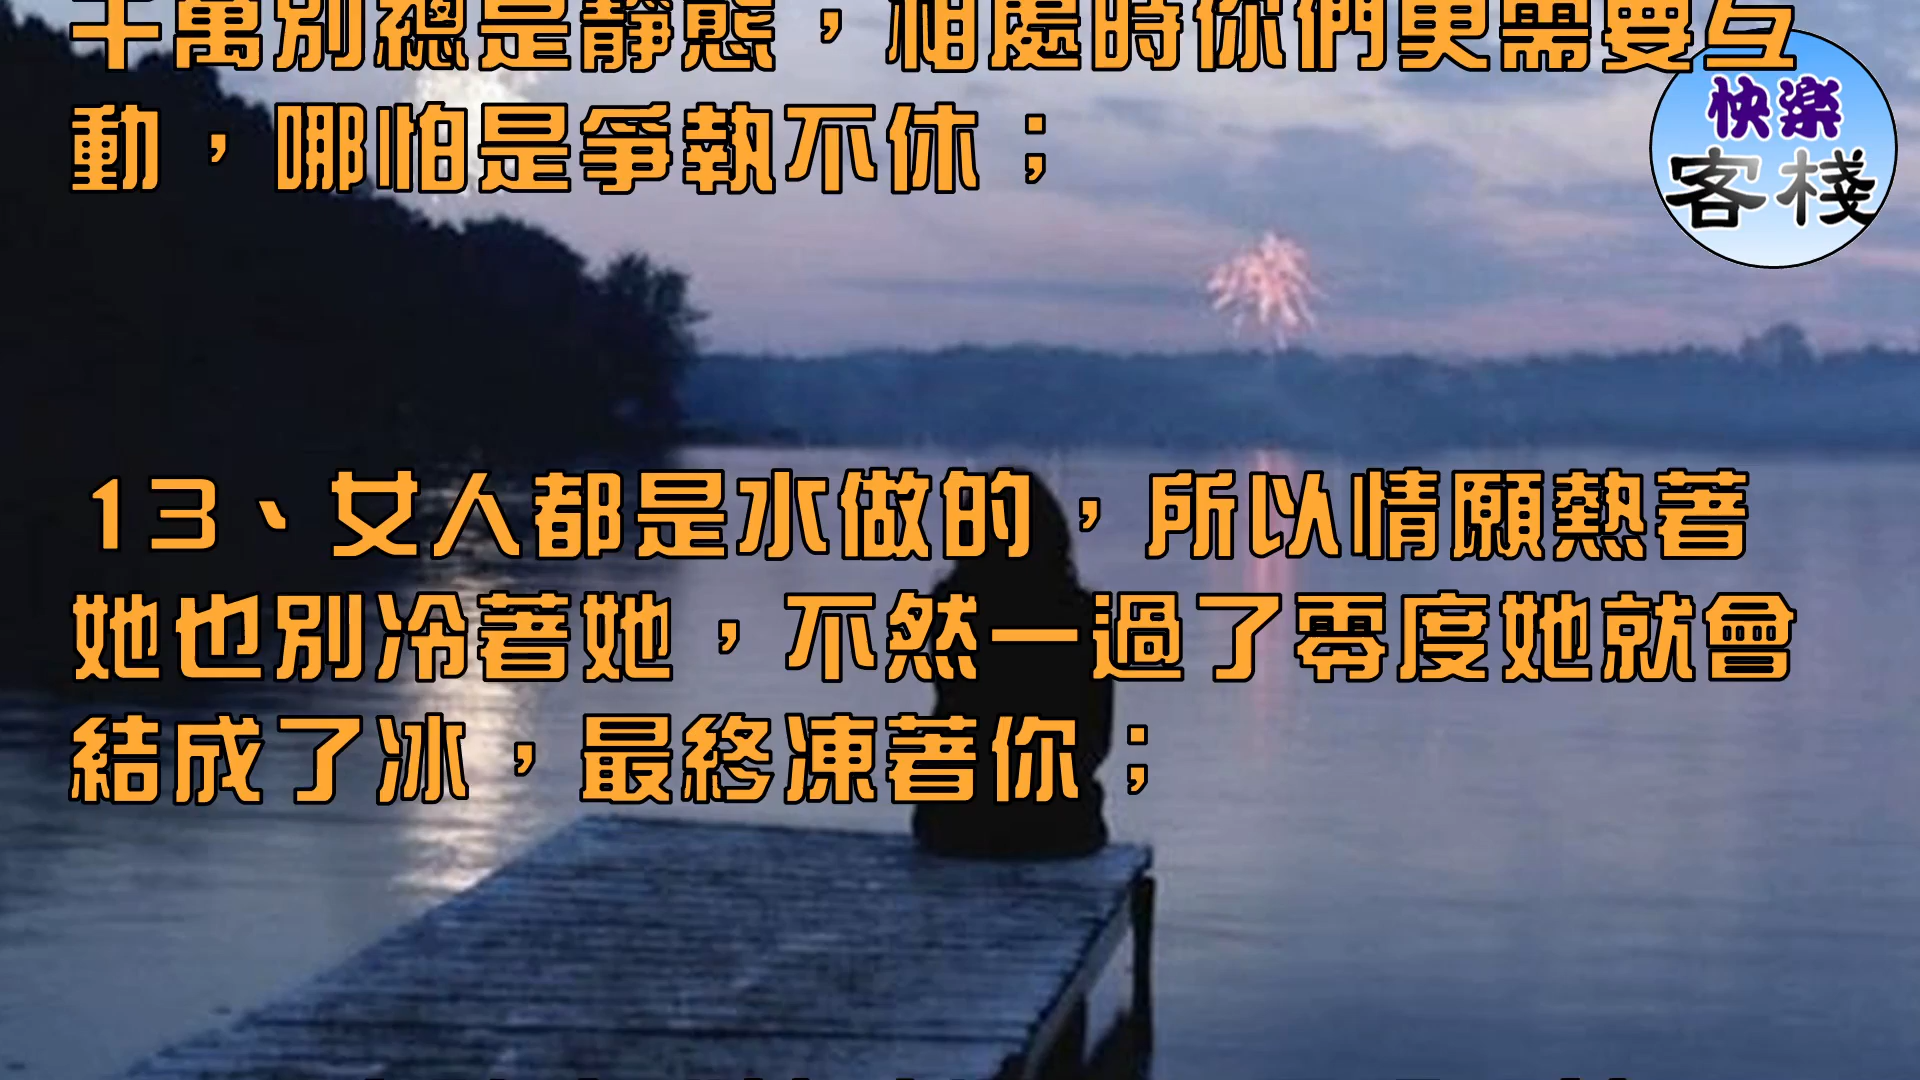 千萬別總是靜態，相處時你們更需要互
動，哪怕是爭執不休；
快樂
客棧
13、女人都是水做的，所以情願熱著
她也別冷著她，不然一過了零度她就會
結成了冰，最終凍著你；